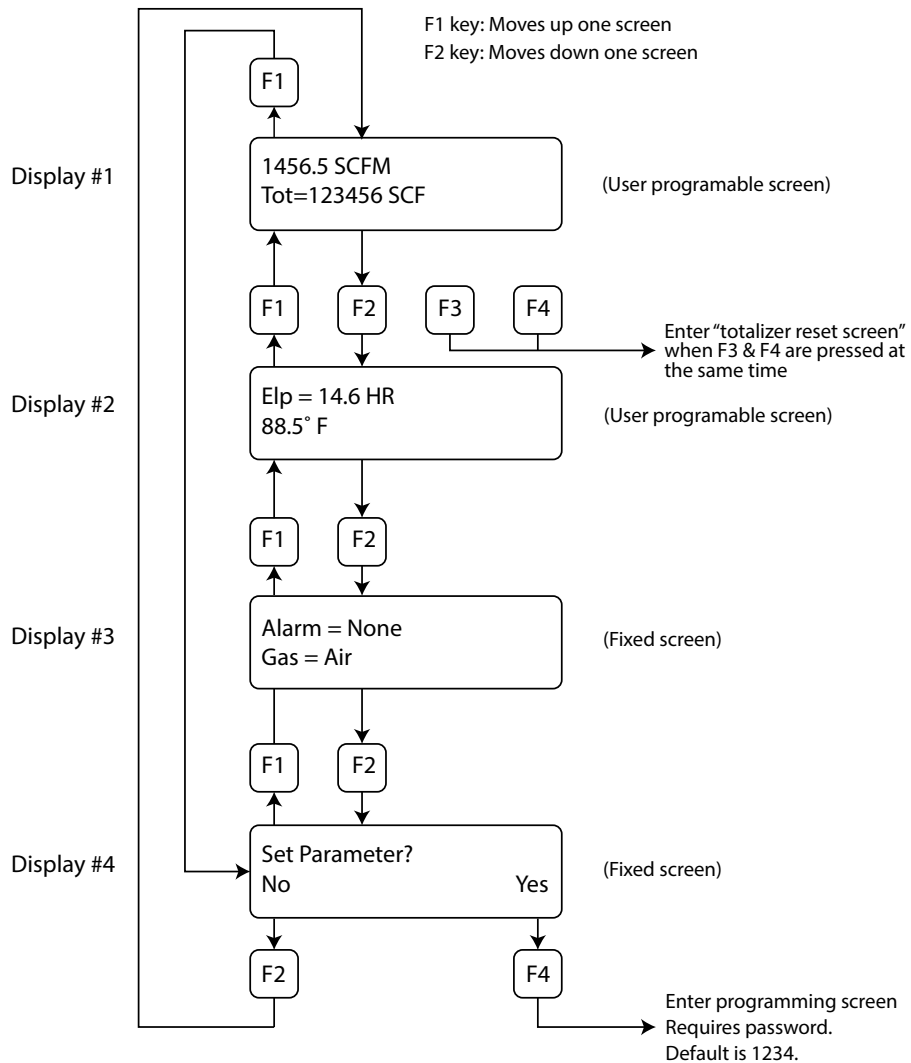 F1 key: Moves up one screen
F2 key: Moves down one screen
F1
Display #1
1456.5 SCFM
Tot=123456 SCF
(User programable screen)
F1
F2
F3
F4
Enter “totalizer reset screen”
when F3 & F4 are pressed at
the same time
Display #2
Elp = 14.6 HR
88.5° F
(User programable screen)
F1
F2
Display #3
Alarm = None
Gas = Air
(Fixed screen)
F1
F2
Display #4
Set Parameter?
No Yes
(Fixed screen)
F2
F4
Enter programming screen
Requires password.
Default is 1234.